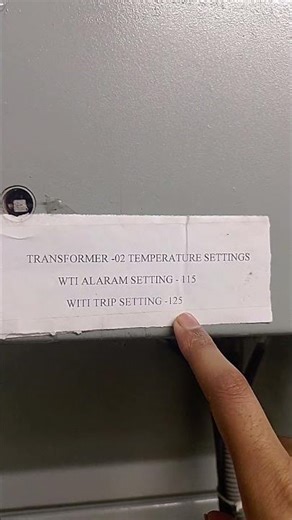 TRANSFORMER -02 TEMPERATURE SETTINGS
WTI ALARAM SETTING - 115
WITI TRIP SETTING -125